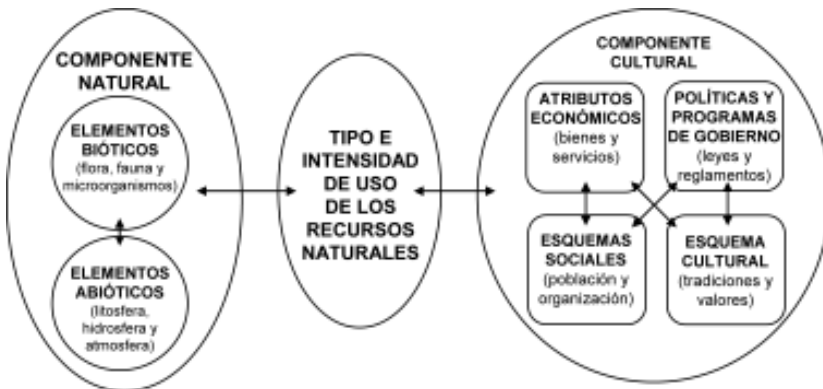 COMPONENTE
NATURAL
ELEMENTOS
BIÓTICOS
(flora, fauna y
microorganismos)
ELEMENTOS
ABIÓTICOS
(litosfera,
hidrosfera y
atmosfera)
TIPO E
INTENSIDAD
DE USO
DE LOS
RECURSOS
NATURALES
COMPONENTE
CULTURAL
ATRIBUTOS
ECONÓMICOS
(bienes y
servicios)
POLÍTICAS Y
PROGRAMAS
DE GOBIERNO
(leyes y
reglamentos)
ESQUEMAS
SOCIALES
(población y
organización)
ESQUEMA
CULTURAL
(tradiciones y
valores)